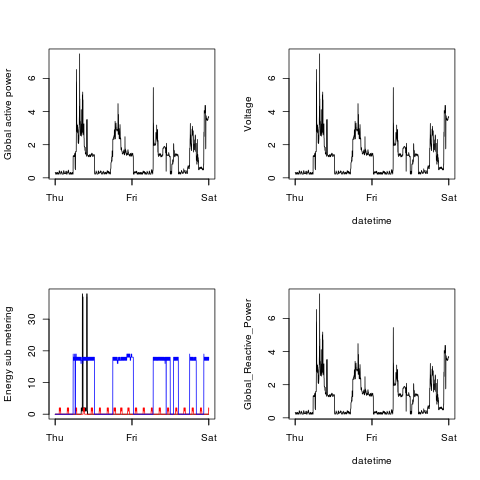 Global active power
0 2 4 6
Thu Fri Sat
Voltage
0 2 4 6
Thu Fri Sat
datetime
Energy sub metering
0 10 20 30
Thu Fri Sat
Global_Reactive_Power
0 2 4 6
Thu Fri Sat
datetime